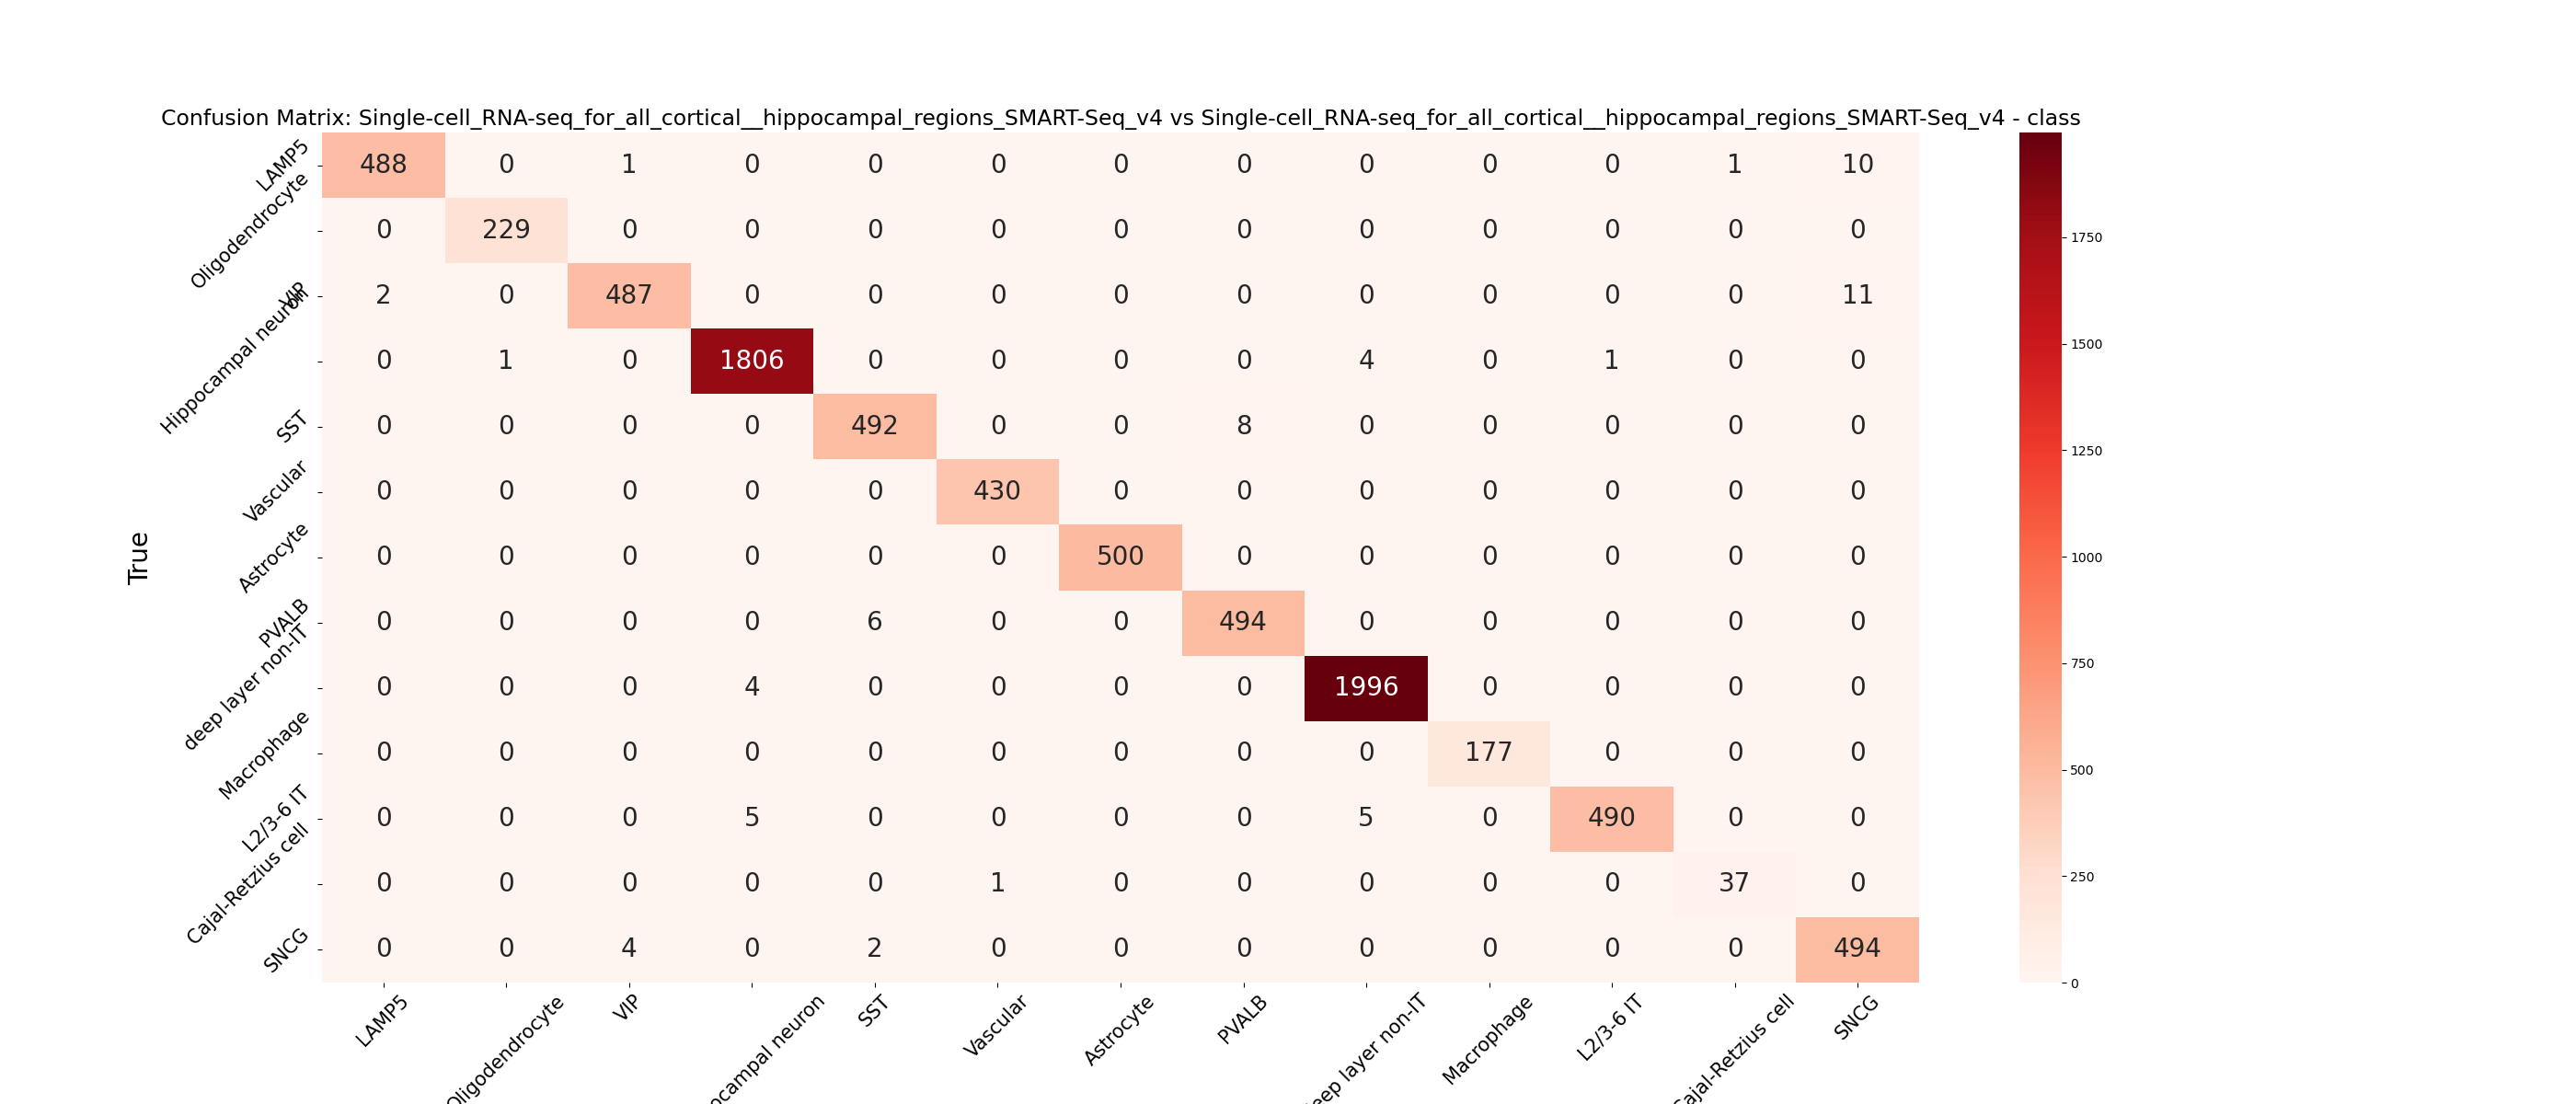 Confusion Matrix: Single-cell_RNA-seq_for_all_cortical__hippocampal_regions_SMART-Seq_v4 vs Single-cell_RNA-seq_for_all_cortical__hippocampal_regions_SMART-Seq_v4 - class
True
LAMP5 488 0 1 0 0 0 0 0 0 0 0 1 10
Oligodendrocyte 0 229 0 0 0 0 0 0 0 0 0 0 0
VIP 2 0 487 0 0 0 0 0 0 0 0 0 11
Hippocampal neuron 0 1 0 1806 0 0 0 0 4 0 1 0 0
SST 0 0 0 0 492 0 0 8 0 0 0 0 0
Vascular 0 0 0 0 0 430 0 0 0 0 0 0 0
Astrocyte 0 0 0 0 0 0 500 0 0 0 0 0 0
PVALB 0 0 0 0 6 0 0 494 0 0 0 0 0
deep layer non-IT 0 0 0 4 0 0 0 0 1996 0 0 0 0
Macrophage 0 0 0 0 0 0 0 0 0 177 0 0 0
L2/3-6 IT 0 0 0 5 0 0 0 0 5 0 490 0 0
Cajal-Retzius cell 0 0 0 0 0 1 0 0 0 0 0 37 0
SNCG 0 0 4 0 2 0 0 0 0 0 0 0 494
LAMP5
Oligodendrocyte
VIP
ocampal neuron
SST
Vascular
Astrocyte
PVALB
eep layer non-IT
Macrophage
L2/3-6 IT
Cajal-Retzius cell
SNCG
1750
1500
1250
1000
750
500
250
0